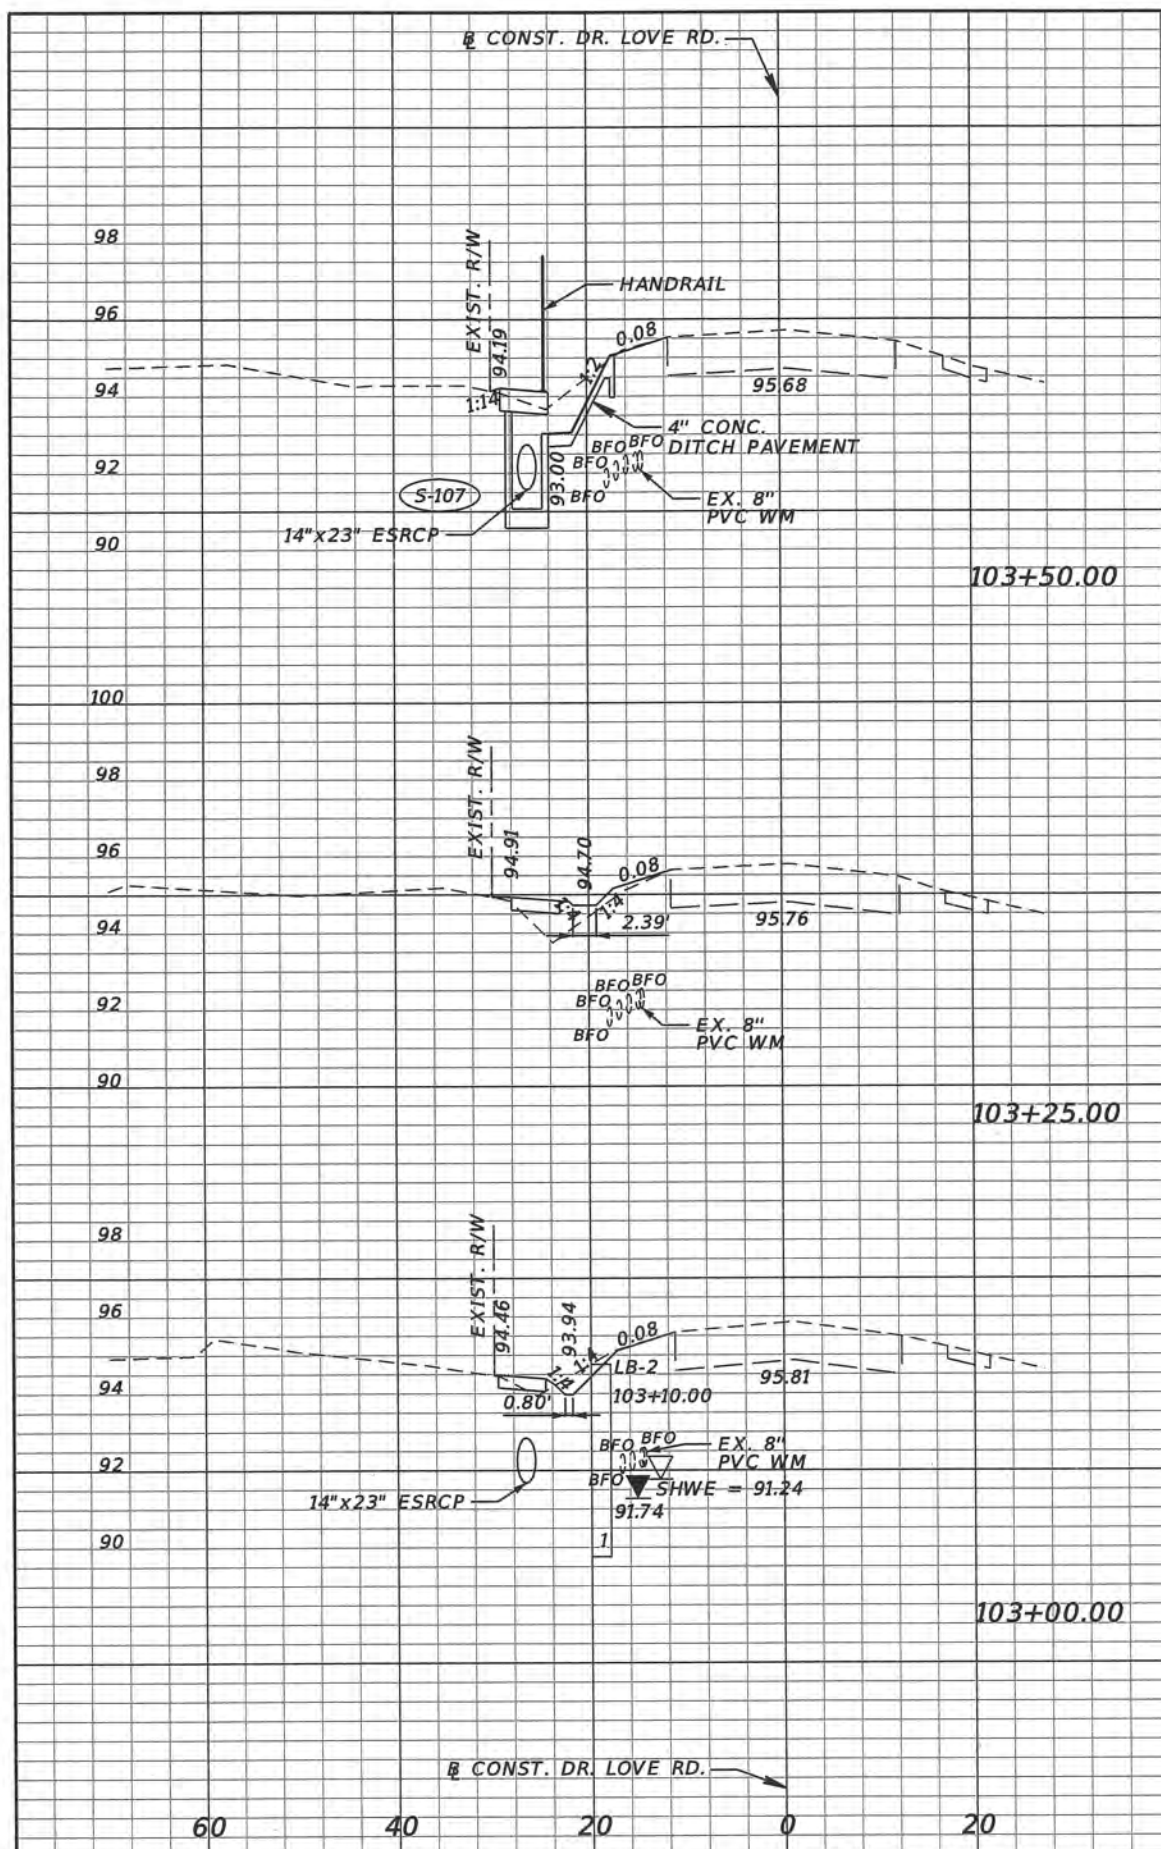 ℄ CONST. DR. LOVE RD.
98
EXIST. R/W
HANDRAIL
96
94.19
0.08
94
1:14
1:2
95.68
4" CONC.
DITCH PAVEMENT
BFO
BFO
BFO
BFO
92
93.00
S-107
EX. 8"
PVC WM
14"x23" ESRCP
90
103+50.00
100
98
EXIST. R/W
96
94.91
94.70
0.08
94
1:4
1:4
2.39'
95.76
BFO
BFO
BFO
BFO
92
EX. 8"
PVC WM
90
103+25.00
98
EXIST. R/W
96
94.46
93.94
0.08
94
1:4
1:4
LB-2
95.81
0.80'
103+10.00
BFO
BFO
BFO
EX. 8"
PVC WM
92
SHWE = 91.24
14"x23" ESRCP
91.74
90
1
103+00.00
℄ CONST. DR. LOVE RD.
60
40
20
0
20